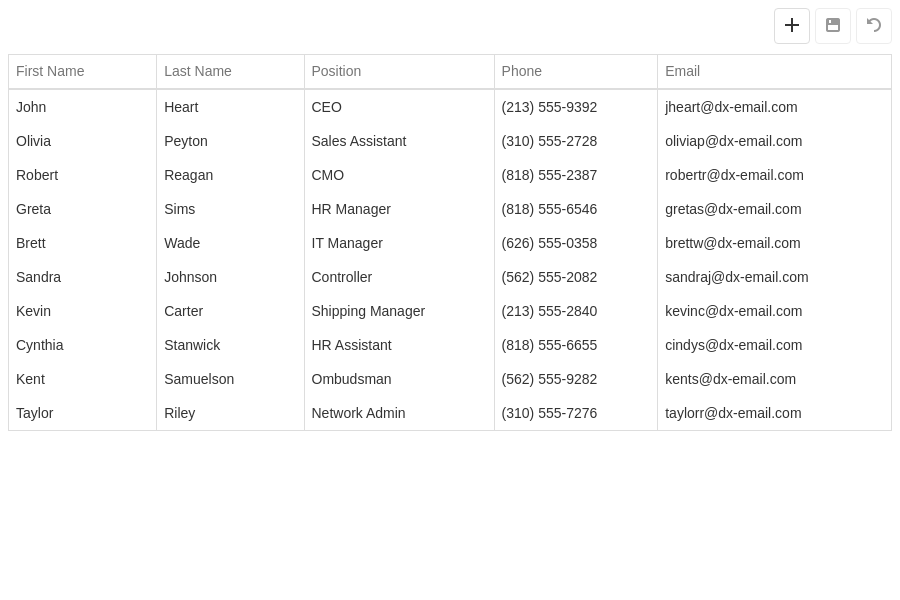 First Name Last Name Position Phone Email
John Heart CEO (213) 555-9392 jheart@dx-email.com
Olivia Peyton Sales Assistant (310) 555-2728 oliviap@dx-email.com
Robert Reagan CMO (818) 555-2387 robertr@dx-email.com
Greta Sims HR Manager (818) 555-6546 gretas@dx-email.com
Brett Wade IT Manager (626) 555-0358 brettw@dx-email.com
Sandra Johnson Controller (562) 555-2082 sandraj@dx-email.com
Kevin Carter Shipping Manager (213) 555-2840 kevinc@dx-email.com
Cynthia Stanwick HR Assistant (818) 555-6655 cindys@dx-email.com
Kent Samuelson Ombudsman (562) 555-9282 kents@dx-email.com
Taylor Riley Network Admin (310) 555-7276 taylorr@dx-email.com